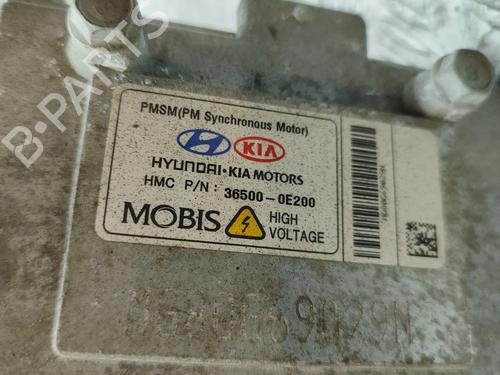 PMSM(PM Synchronous Motor)
KIA
HYUNDAI·KIA MOTORS
HMC P/N: 36500-0E200
MOBIS HIGH
VOLTAGE
B-PARTS